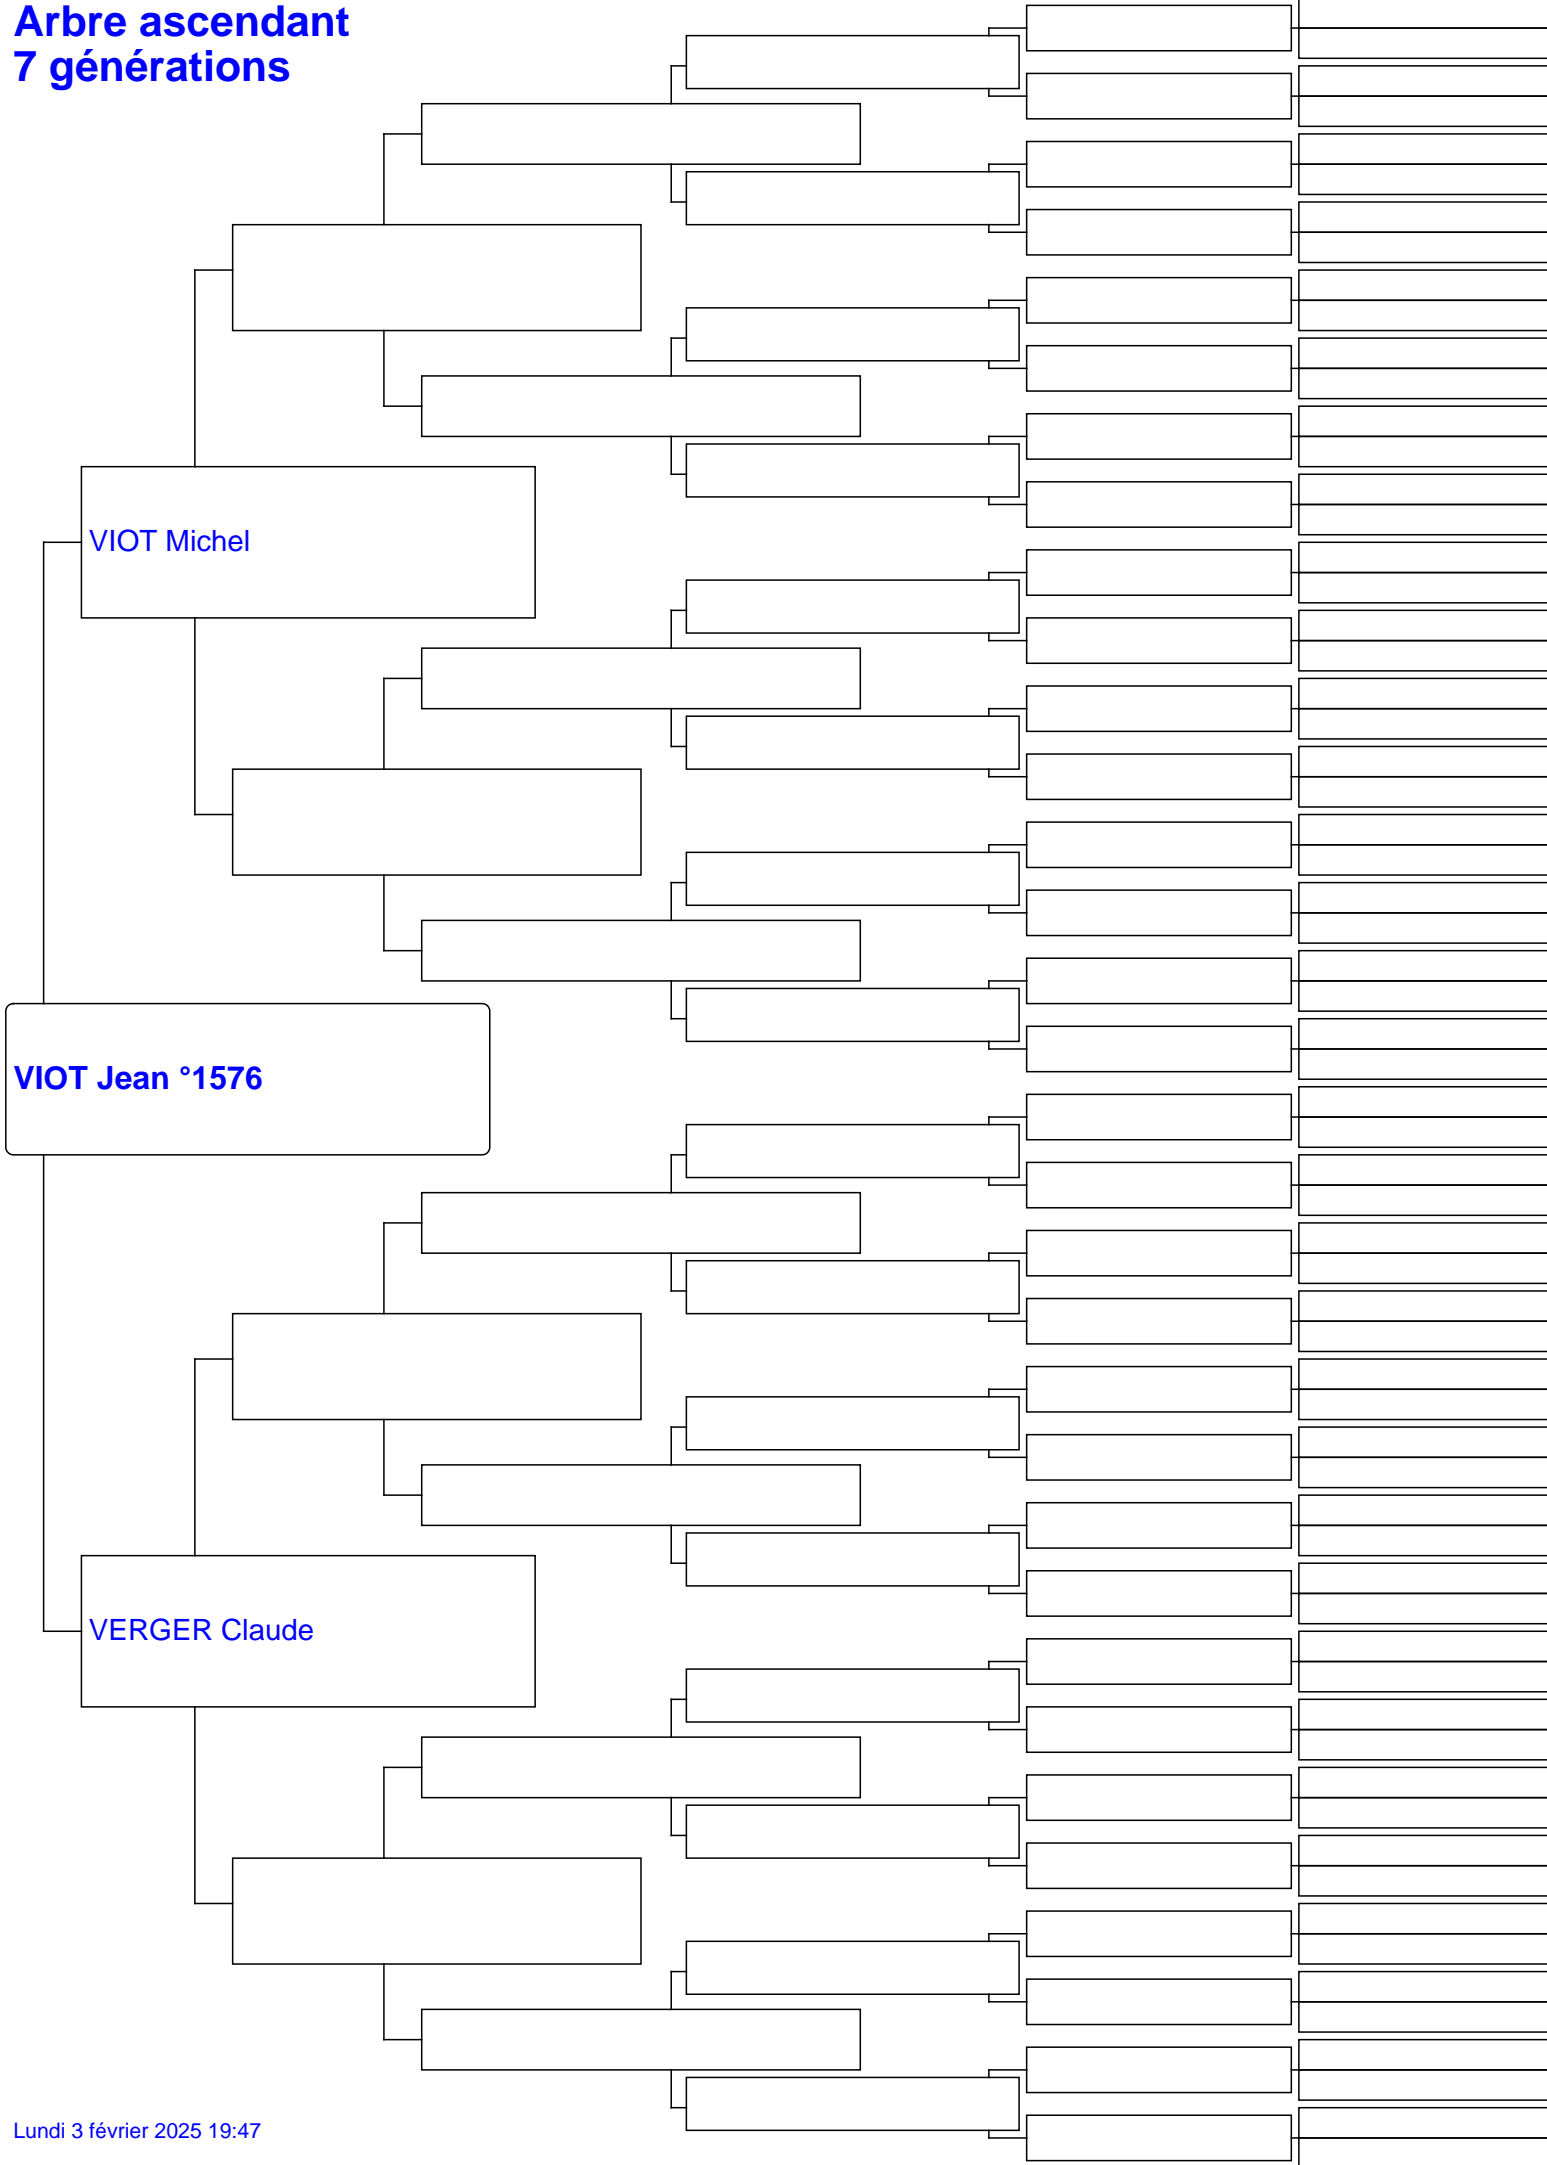 Arbre ascendant
7 générations
VIOT Michel
VIOT Jean °1576
VERGER Claude
Lundi 3 février 2025 19:47